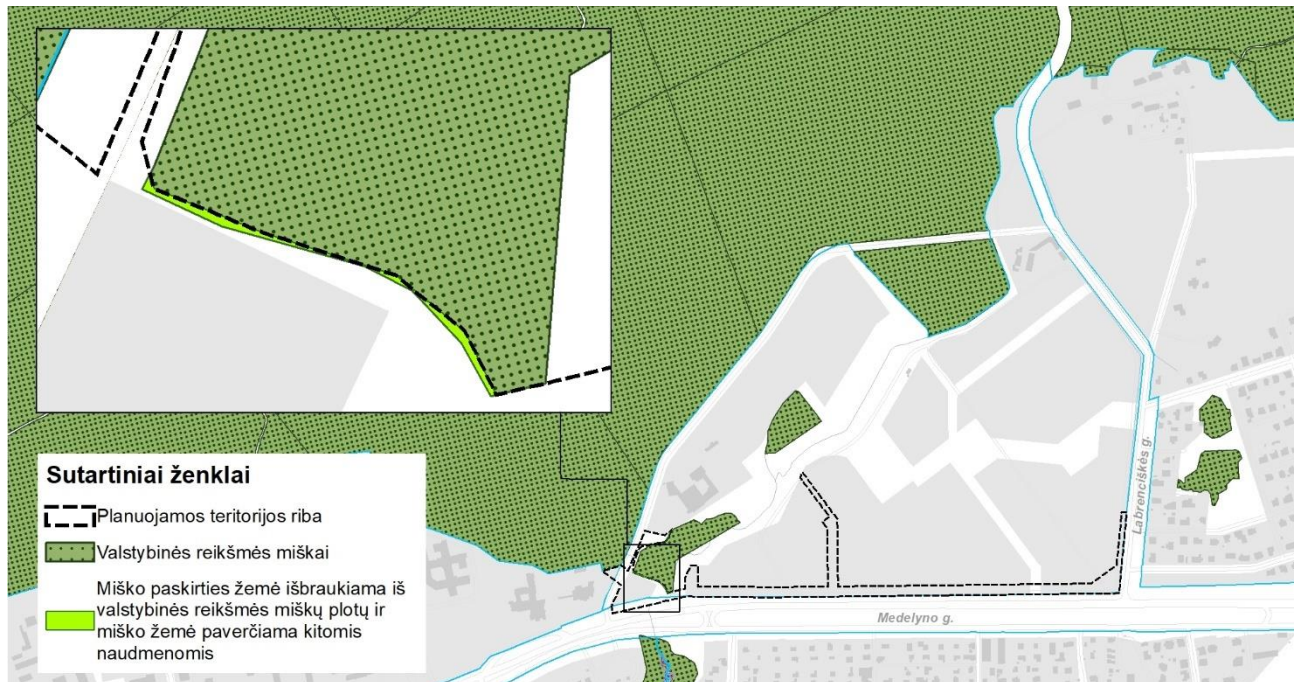 Sutartiniai ženklai
Planuojamos teritorijos riba
Valstybinės reikšmės miškai
Miško paskirties žemė išbraukiama iš
valstybinės reikšmės miškų plotų ir
miško žemė paverčiama kitomis
naudmenomis
Labrenciškės g.
Medelyno g.